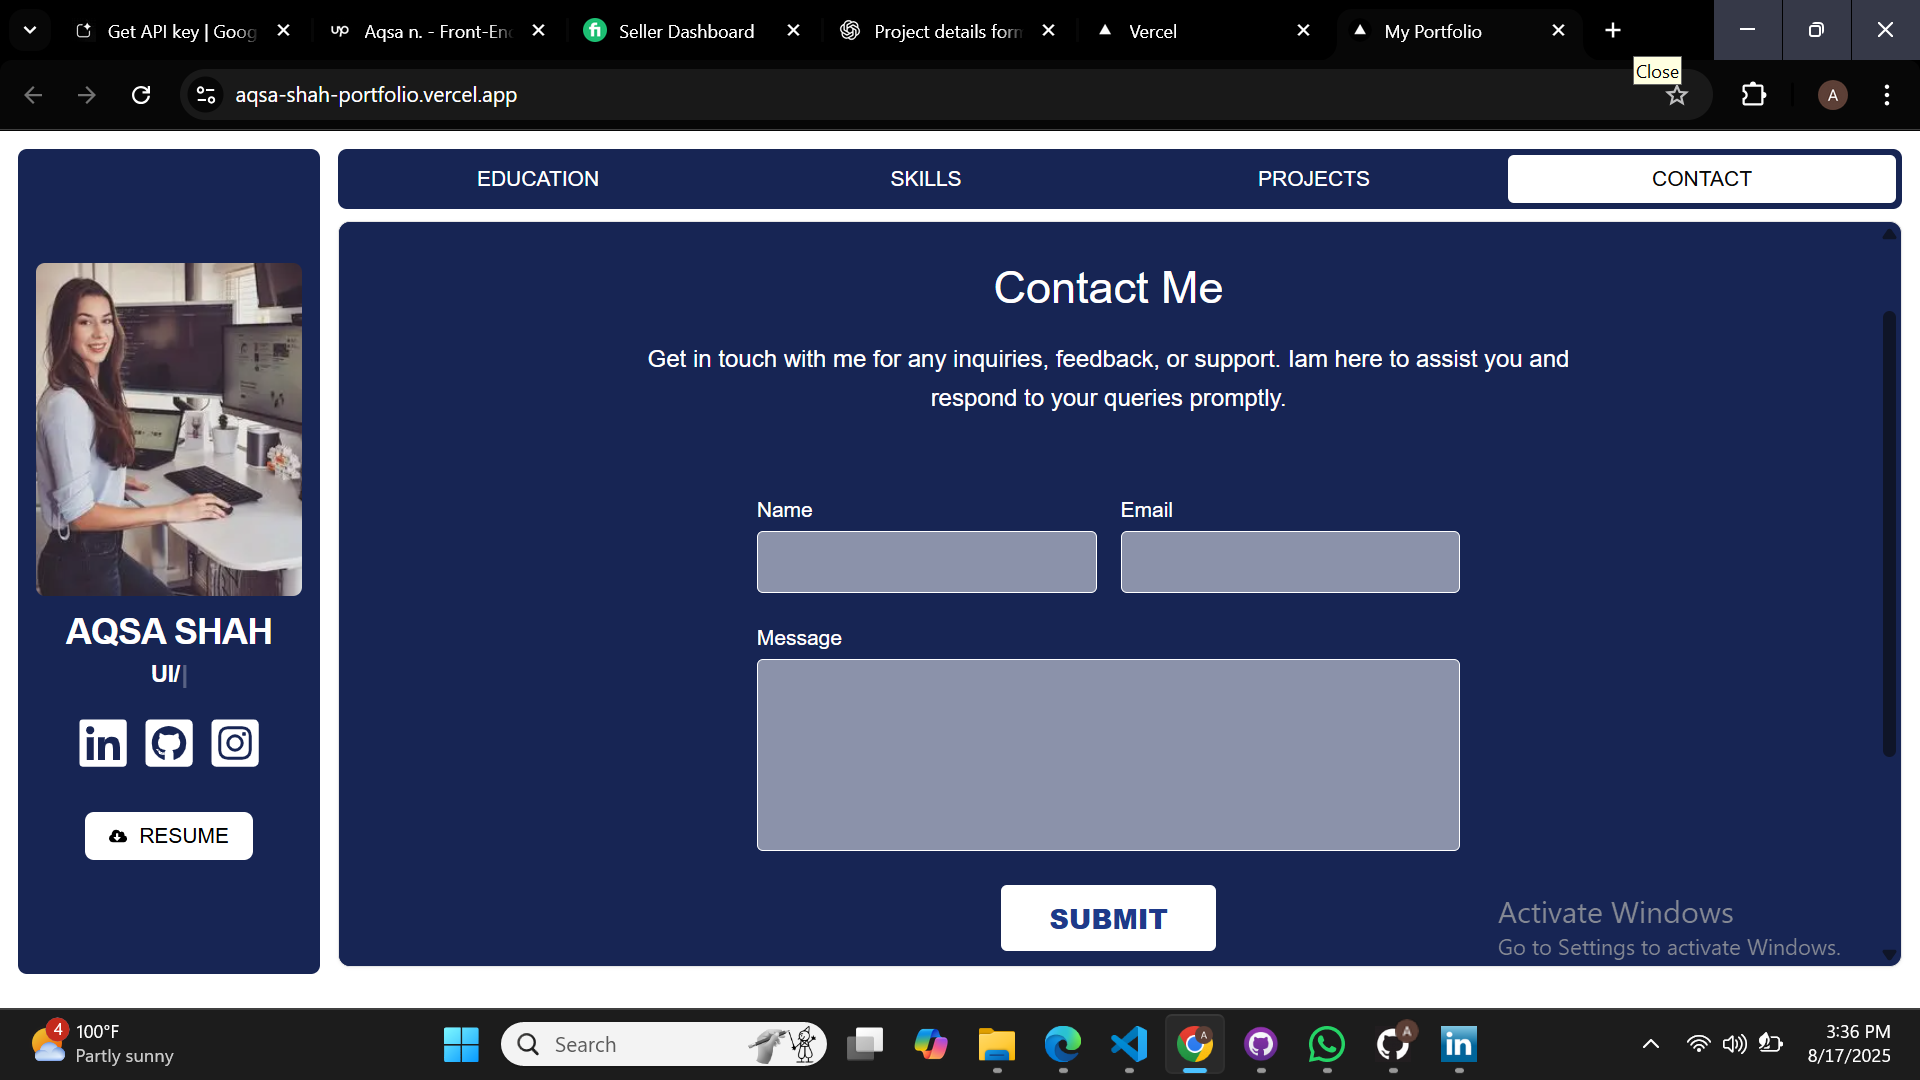 Get API key | Goog
Aqsa n. - Front-En
Seller Dashboard
Project details form
Vercel
My Portfolio
Close
aqsa-shah-portfolio.vercel.app
A
EDUCATION
SKILLS
PROJECTS
CONTACT
Contact Me
Get in touch with me for any inquiries, feedback, or support. Iam here to assist you and
respond to your queries promptly.
Name
Email
Message
SUBMIT
AQSA SHAH
UI/
in
RESUME
Activate Windows
Go to Settings to activate Windows.
4
100°F
Partly sunny
Search
A
A
in
3:36 PM
8/17/2025